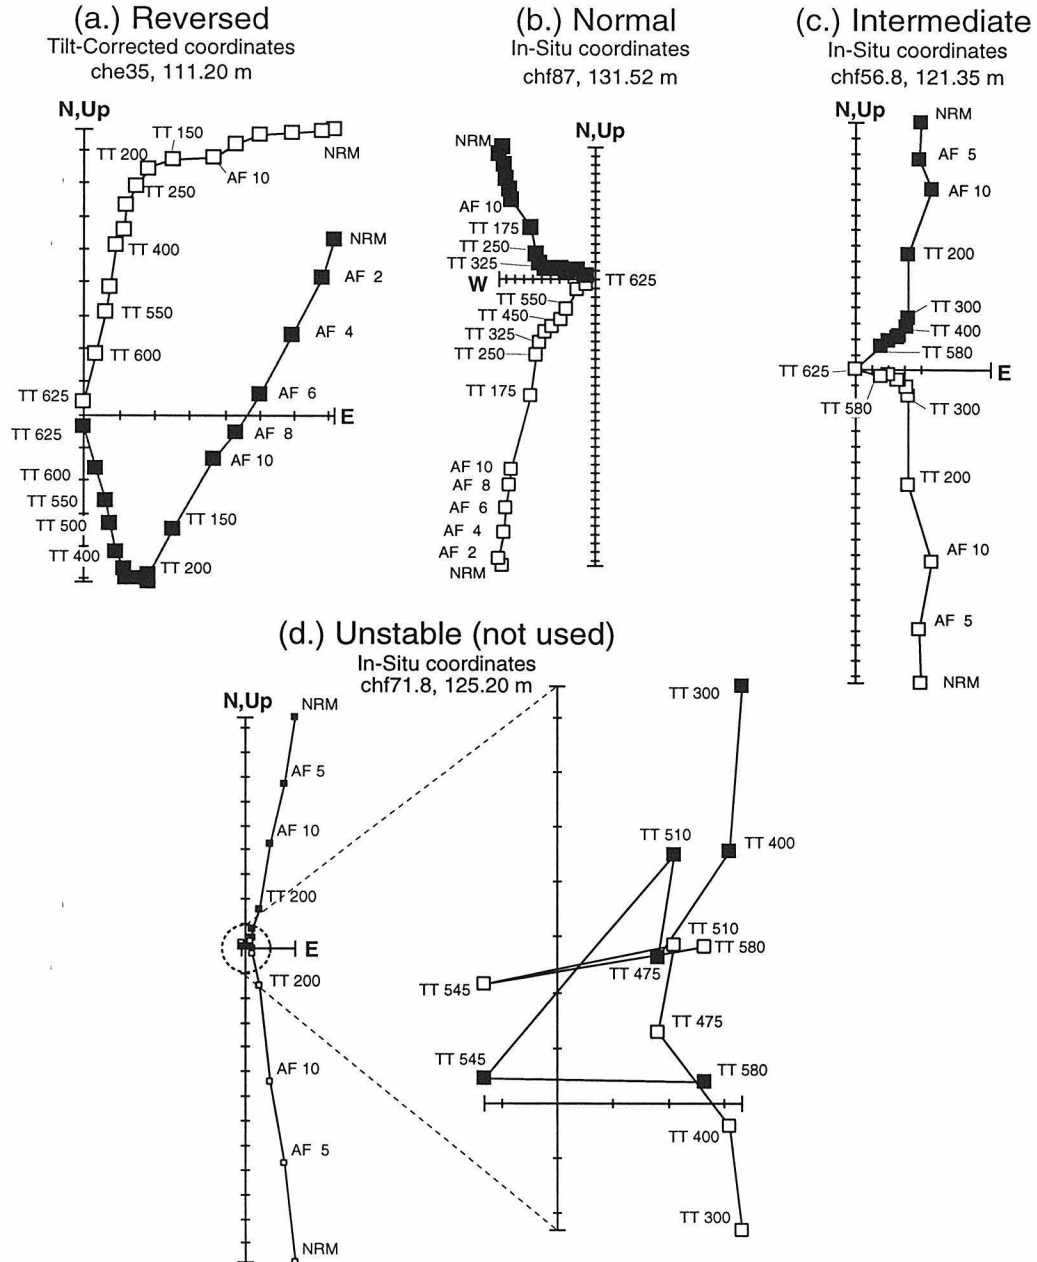 (a.) Reversed
Tilt-Corrected coordinates
che35, 111.20 m
N,Up
TT 150
TT 200
NRM
AF 10
TT 250
TT 400
TT 550
TT 600
TT 625
E
NRM
AF 2
AF 4
AF 6
AF 8
AF 10
TT 150
TT 200
TT 625
TT 600
TT 550
TT 500
TT 400
(b.) Normal
In-Situ coordinates
chf87, 131.52 m
N,Up
NRM
AF 10
TT 175
TT 250
TT 325
W
TT 625
TT 550
TT 450
TT 325
TT 250
TT 175
AF 10
AF 8
AF 6
AF 4
AF 2
NRM
(c.) Intermediate
In-Situ coordinates
chf56.8, 121.35 m
N,Up
NRM
AF 5
AF 10
TT 200
TT 300
TT 400
TT 580
TT 625
E
TT 580
TT 300
TT 200
AF 10
AF 5
NRM
(d.) Unstable (not used)
In-Situ coordinates
chf71.8, 125.20 m
N,Up
NRM
AF 5
AF 10
TT 200
E
TT 200
AF 10
AF 5
NRM
TT 300
TT 510
TT 400
TT 510
TT 580
TT 475
TT 545
TT 475
TT 545
TT 580
TT 400
TT 300